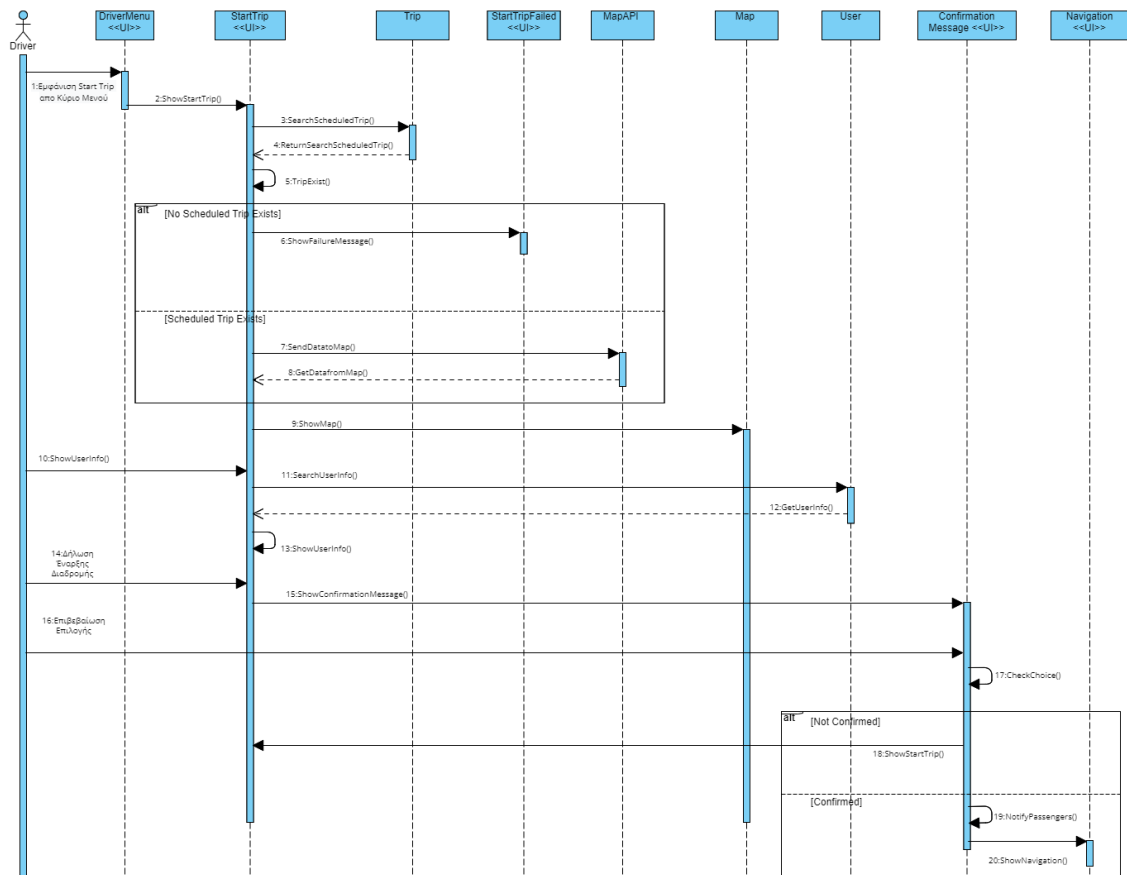 DriverMenu
<<UI>>
StartTrip
<<UI>>
Trip
StartTripFailed
<<UI>>
MapAPI
Map
User
Confirmation
Message <<UI>>
Navigation
<<UI>>
Driver
1:Εμφάνιση Start Trip
απο Κύριο Μενού
2:ShowStartTrip()
3:SearchScheduledTrip()
4:ReturnSearchScheduledTrip()
5:TripExist()
alt
[No Scheduled Trip Exists]
6:ShowFailureMessage()
[Scheduled Trip Exists]
7:SendDatatoMap()
8:GetDatafromMap()
9:ShowMap()
10:ShowUserInfo()
11:SearchUserInfo()
12:GetUserInfo()
13:ShowUserInfo()
14:Δήλωση
Έναρξης
Διαδρομής
15:ShowConfirmationMessage()
16:Επιβεβαίωση
Επιλογής
17:CheckChoice()
alt
[Not Confirmed]
18:ShowStartTrip()
[Confirmed]
19:NotifyPassengers()
20:ShowNavigation()